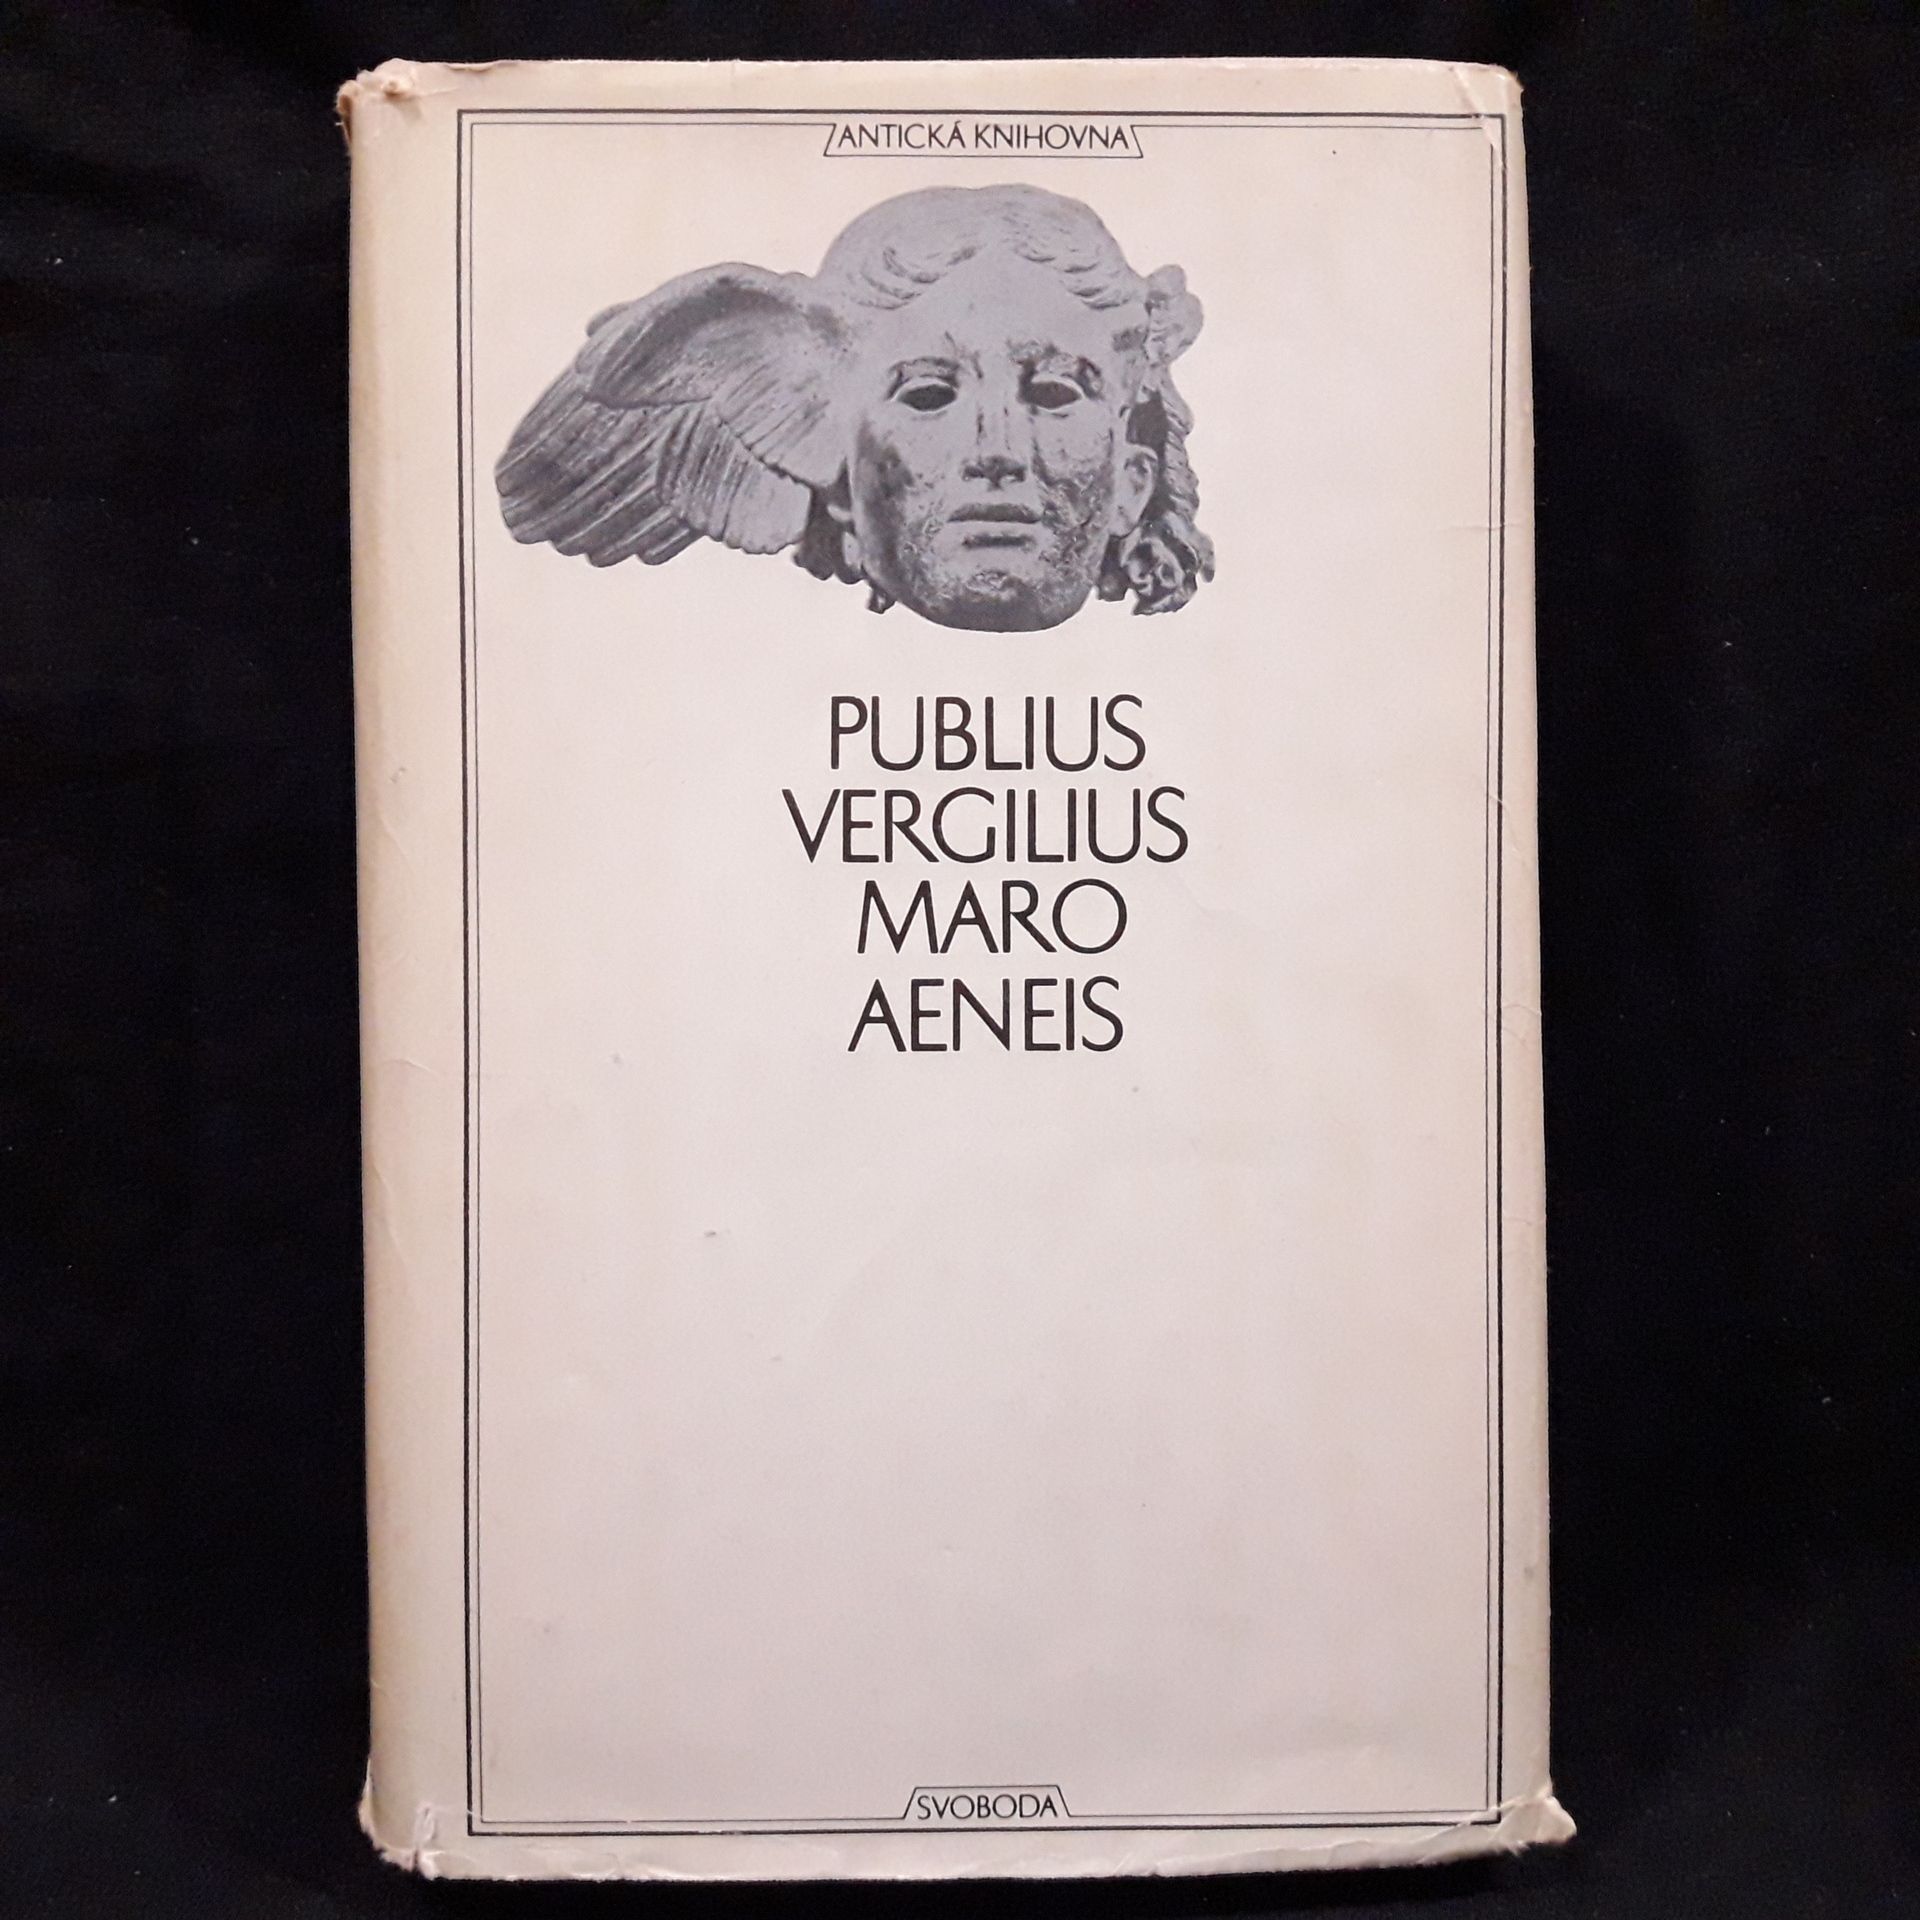 ANTICKÁ KNIHOVNA
PUBLIUS
VERGILIUS
MARO
AENEIS
SVOBODA